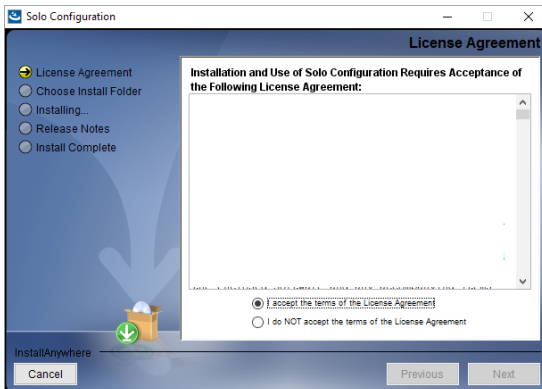 Solo Configuration
License Agreement
License Agreement
Choose Install Folder
Installing...
Release Notes
Install Complete
Installation and Use of Solo Configuration Requires Acceptance of
the Following License Agreement:
I accept the terms of the License Agreement
I do NOT accept the terms of the License Agreement
InstallAnywhere
Cancel
Previous
Next